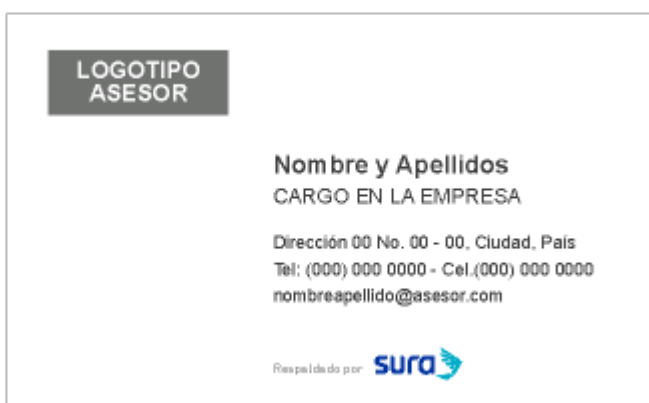 LOGOTIPO
ASESOR
Nombre y Apellidos
CARGO EN LA EMPRESA
Dirección 00 No. 00 - 00, Ciudad, País
Tel: (000) 000 0000 - Cel.(000) 000 0000
nombreapellido@asesor.com
Respaldado por sura